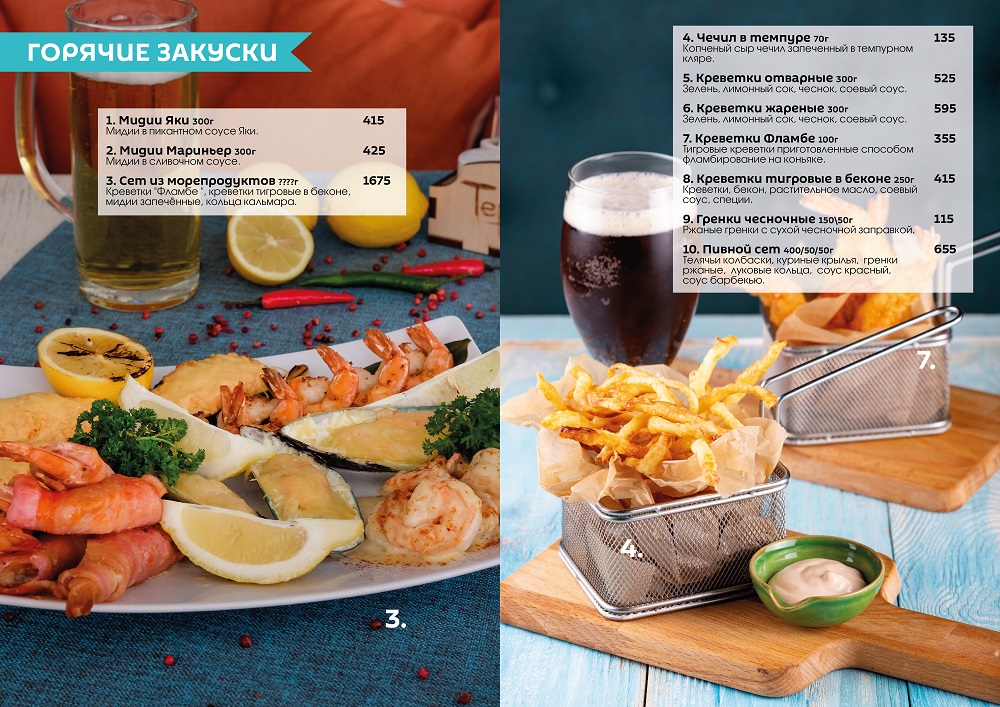 ГОРЯЧИЕ ЗАКУСКИ
1. Мидии Яки 300г 415
Мидии в пикантном соусе Яки.
2. Мидии Мариньер 300г 425
Мидии в сливочном соусе.
3. Сет из морепродуктов ????г 1675
Креветки "Фламбе", креветки тигровые в беконе,
мидии запечённые, кольца кальмара.
3.
4. Чечил в темпуре 70г 135
Копченый сыр чечил запеченный в темпурном
кляре.
5. Креветки отварные 300г 525
Зелень, лимонный сок, чеснок, соевый соус.
6. Креветки жареные 300г 595
Зелень, лимонный сок, чеснок, соевый соус.
7. Креветки Фламбе 100г 355
Тигровые креветки приготовленные способом
фламбирование на коньяке.
8. Креветки тигровые в беконе 250г 415
Креветки, бекон, растительное масло, соевый
соус, специи.
9. Гренки чесночные 150\50г 115
Ржаные гренки с сухой чесночной заправкой.
10. Пивной сет 400/50/50г 655
Телячьи колбаски, куриные крылья, гренки
ржаные, луковые кольца, соус красный,
соус барбекью.
7.
4.